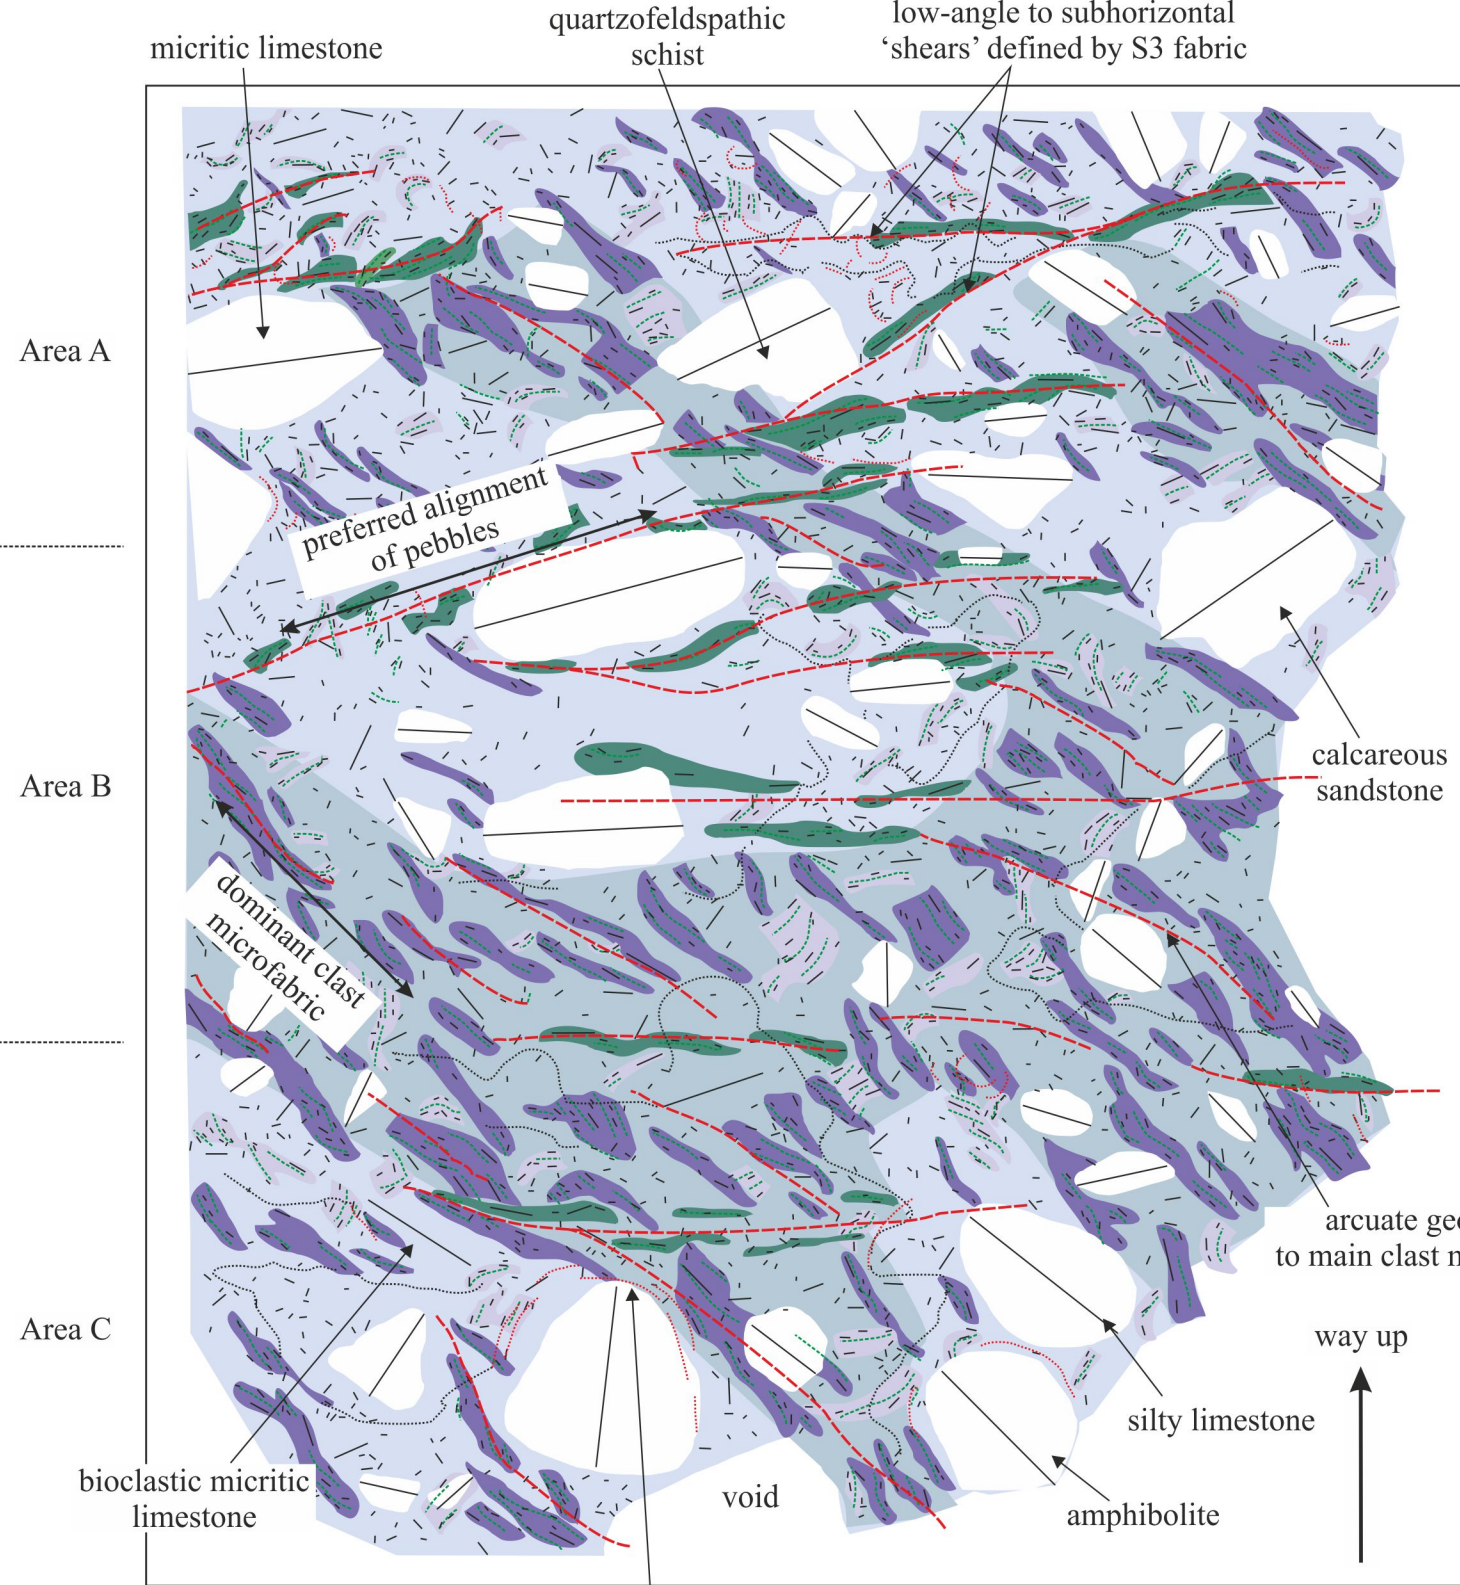 micritic limestone
quartzofeldspathic
schist
low-angle to subhorizontal
‘shears’ defined by S3 fabric
Area A
preferred alignment
of pebbles
calcareous
sandstone
Area B
dominant clast
microfabric
arcuate
to main clast
Area C
way up
silty limestone
bioclastic micritic
limestone
void
amphibolite